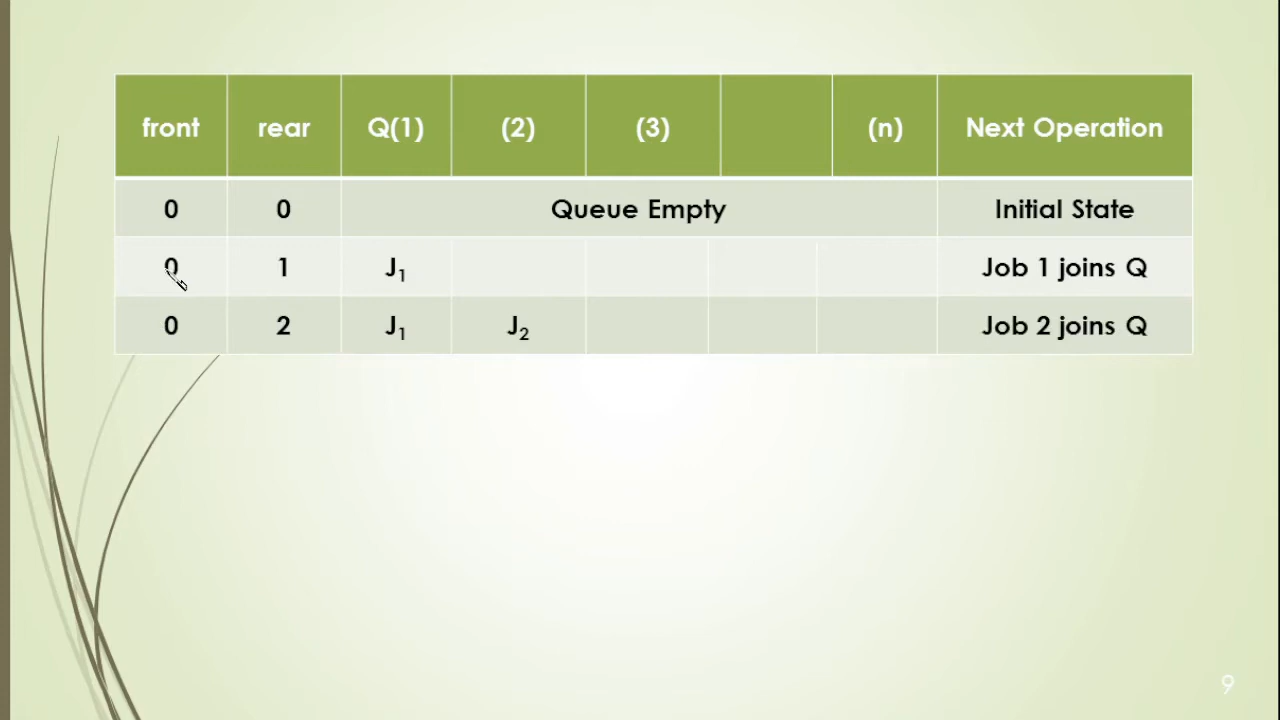 front rear Q(1) (2) (3) (n) Next Operation
0 0 Queue Empty Initial State
0 1 J₁ Job 1 joins Q
0 2 J₁ J₂ Job 2 joins Q
9